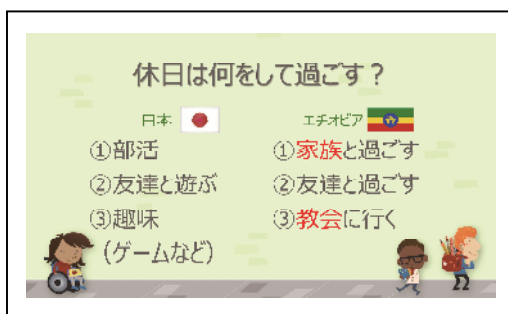 休日は何をして過ごす？
日本
①部活
②友達と遊ぶ
③趣味
（ゲームなど）
エチオピア
①家族と過ごす
②友達と過ごす
③教会に行く